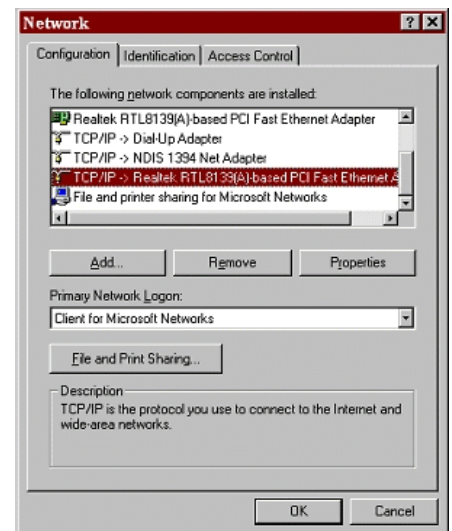 Network
Configuration Identification Access Control
The following network components are installed:
Realtek RTL8139(A)-based PCI Fast Ethernet Adapter
TCP/IP -> Dial-Up Adapter
TCP/IP -> NDIS 1394 Net Adapter
TCP/IP -> Realtek RTL8139(A)-based PCI Fast Ethernet A
File and printer sharing for Microsoft Networks
Add... Remove Properties
Primary Network Logon:
Client for Microsoft Networks
File and Print Sharing...
Description
TCP/IP is the protocol you use to connect to the Internet and
wide-area networks.
OK Cancel